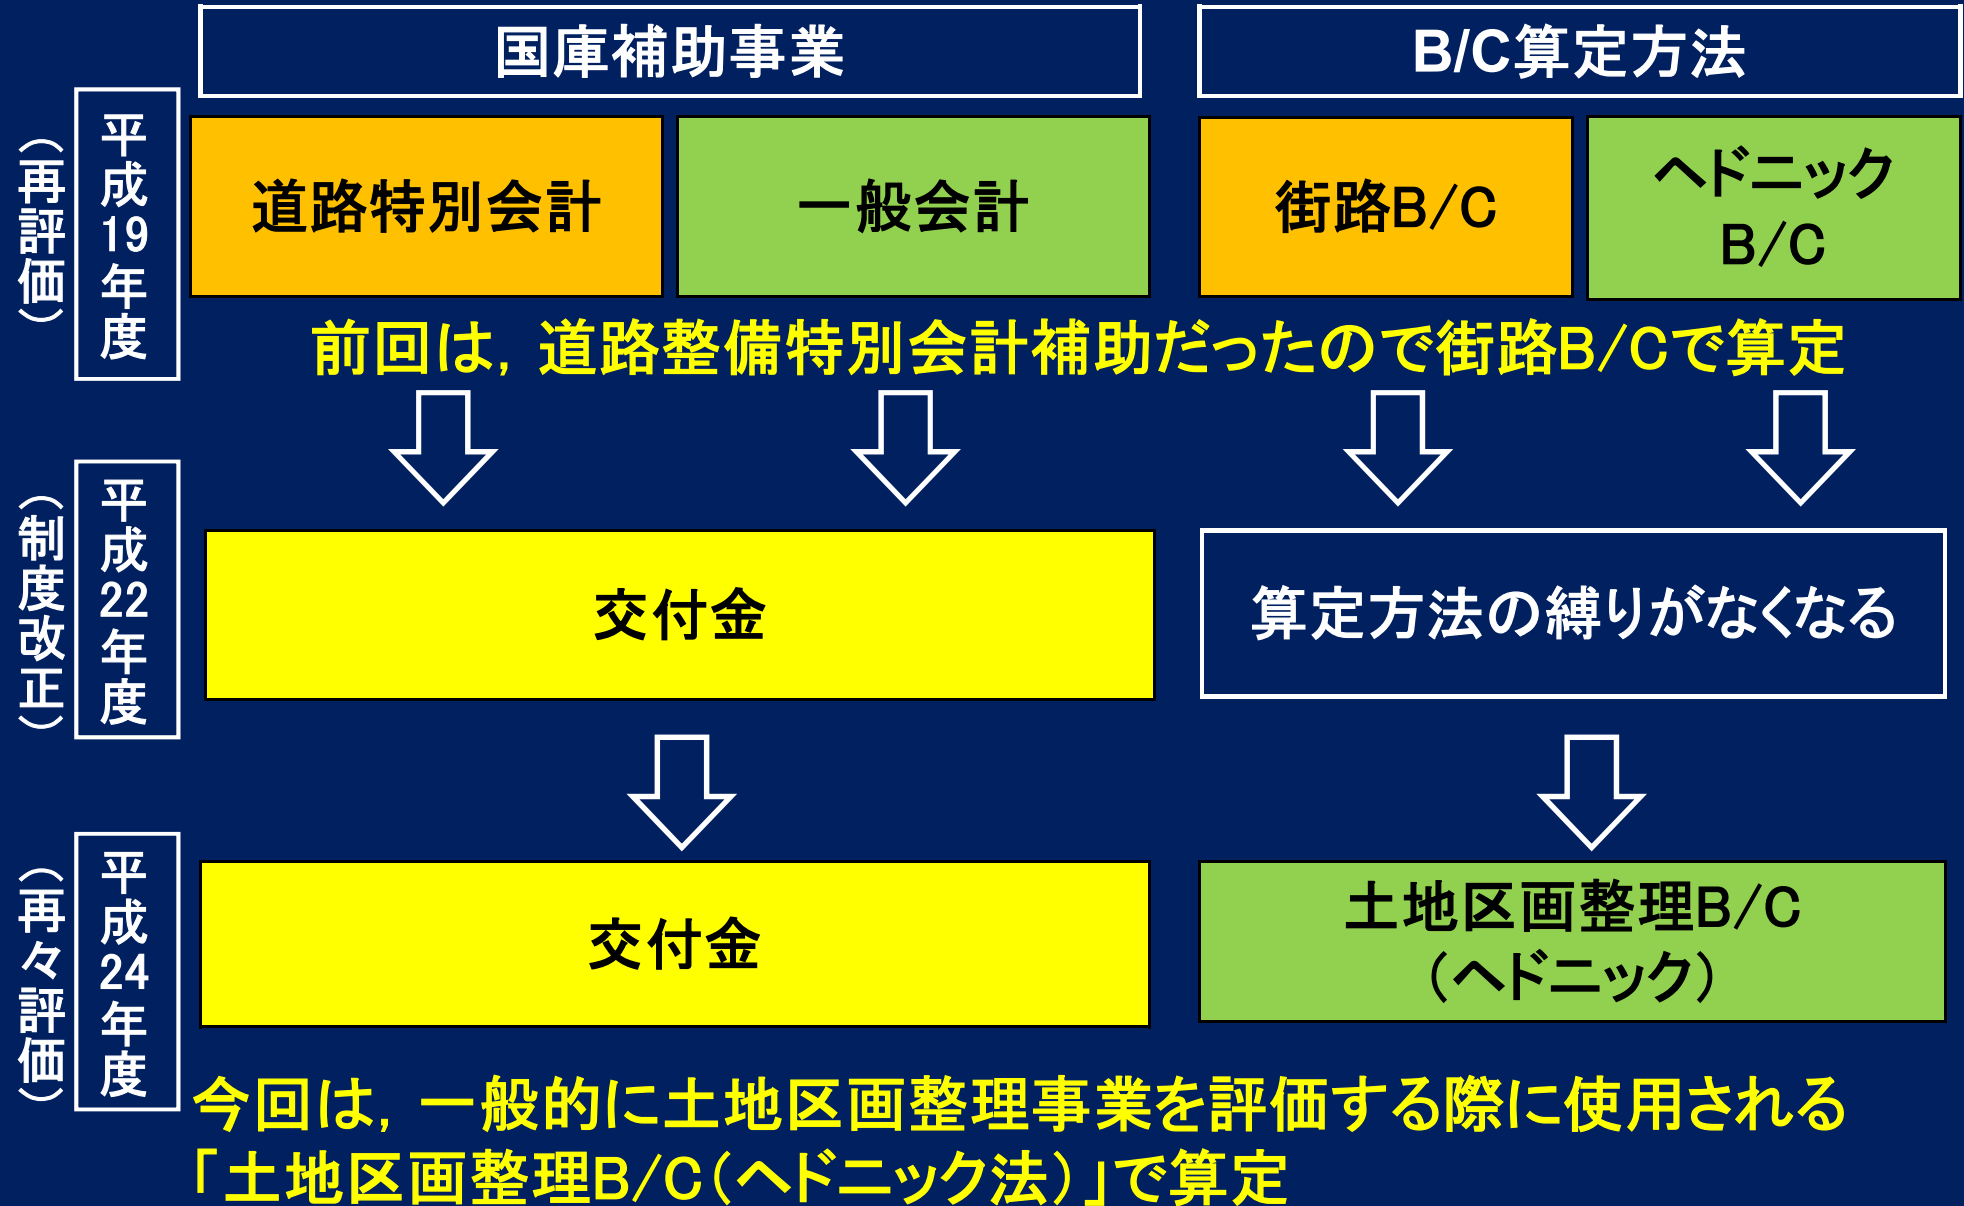 国庫補助事業
B/C算定方法
(再評価)
平成19年度
道路特別会計
一般会計
街路B/C
ヘドニック
B/C
前回は，道路整備特別会計補助だったので街路B/Cで算定
(制度改正)
平成22年度
交付金
算定方法の縛りがなくなる
(再々評価)
平成24年度
交付金
土地区画整理B/C
（ヘドニック）
今回は，一般的に土地区画整理事業を評価する際に使用される
「土地区画整理B/C（ヘドニック法）」で算定